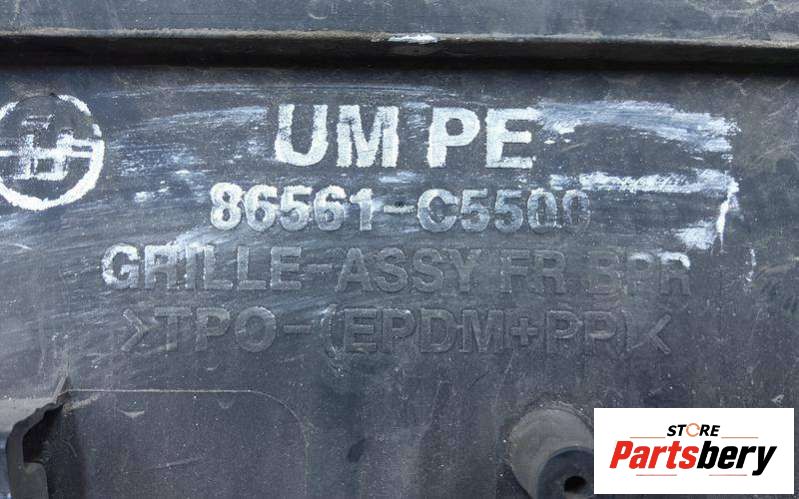 UM PE
86561-C5500
GRILLE-ASSY FR BPR
>TPO-(EPDM+PP)<
STORE
Partsbery